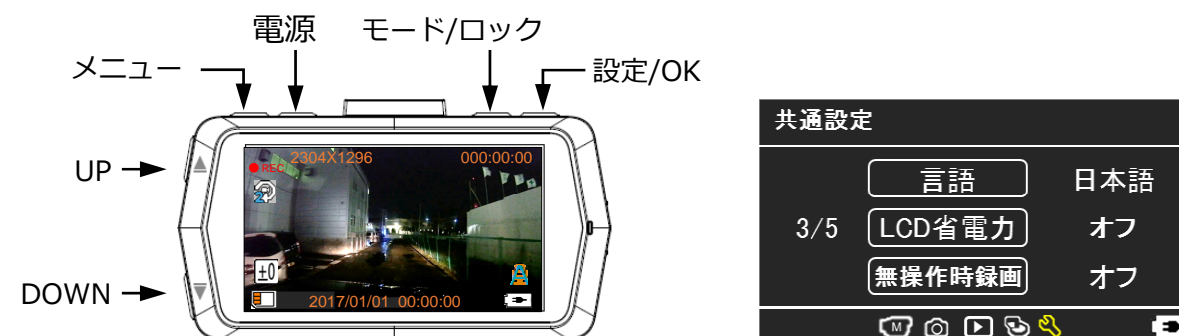 電源
モード/ロック
メニュー
設定/OK
UP
DOWN
REC
2304X1296
000:00:00
2
±0
A
2017/01/01 00:00:00
共通設定
言語 日本語
3/5 LCD省電力 オフ
無操作時録画 オフ
M